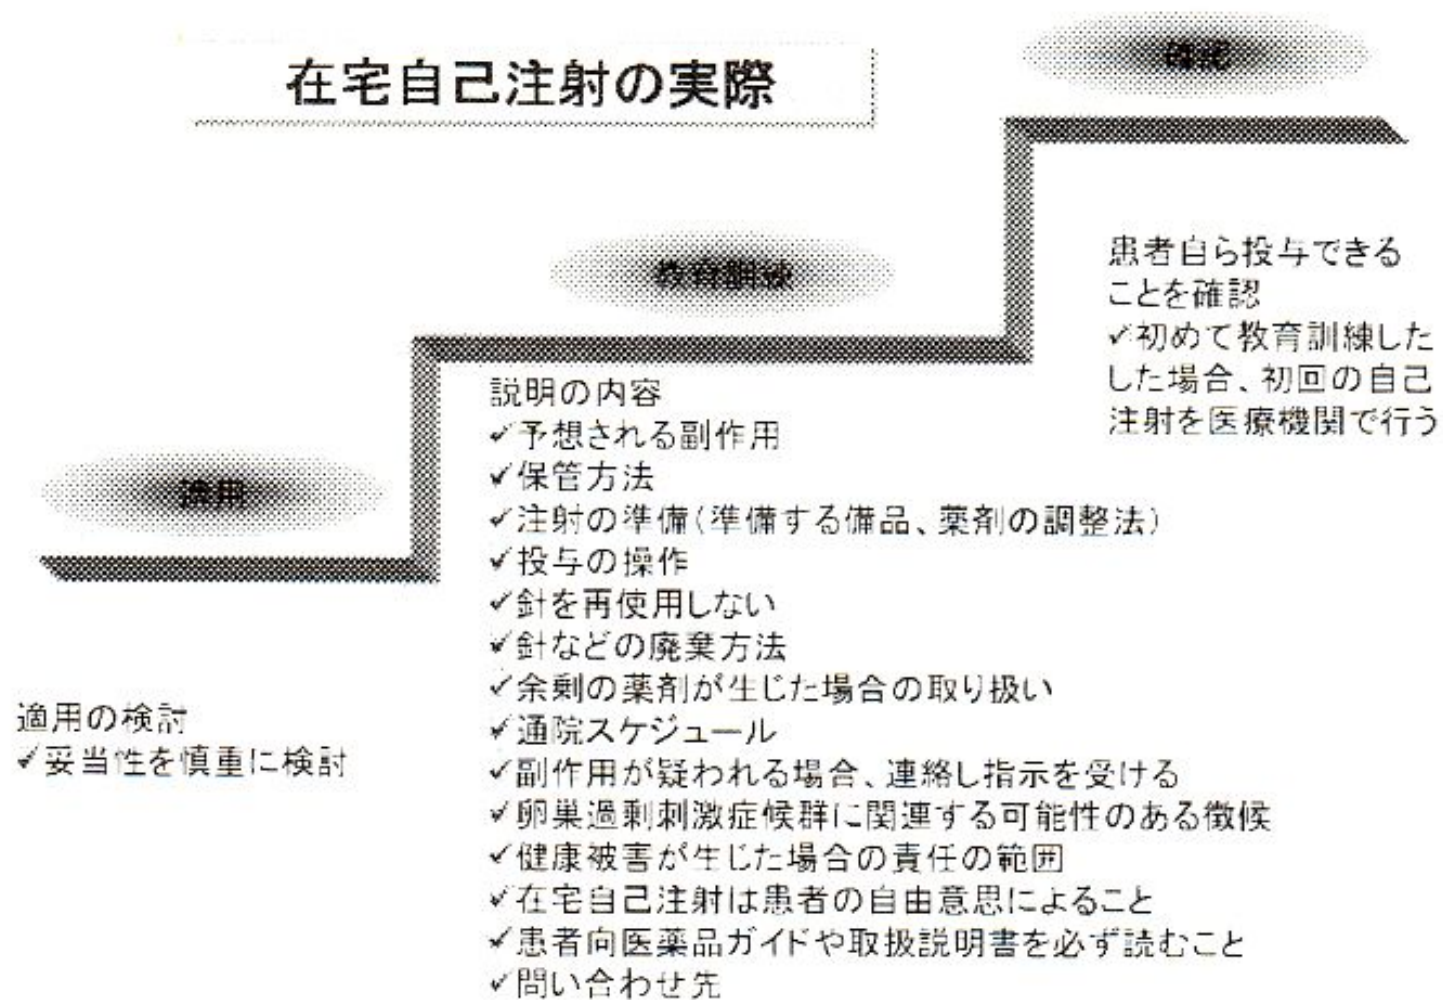 在宅自己注射の実際
確認
教育訓練
適用
適用の検討
✓妥当性を慎重に検討
説明の内容
✓予想される副作用
✓保管方法
✓注射の準備(準備する備品、薬剤の調整法)
✓投与の操作
✓針を再使用しない
✓針などの廃棄方法
✓余剰の薬剤が生じた場合の取り扱い
✓通院スケジュール
✓副作用が疑われる場合、連絡し指示を受ける
✓卵巣過剰刺激症候群に関連する可能性のある徴候
✓健康被害が生じた場合の責任の範囲
✓在宅自己注射は患者の自由意思によること
✓患者向医薬品ガイドや取扱説明書を必ず読むこと
✓問い合わせ先
患者自ら投与できる
ことを確認
✓初めて教育訓練した
した場合、初回の自己
注射を医療機関で行う